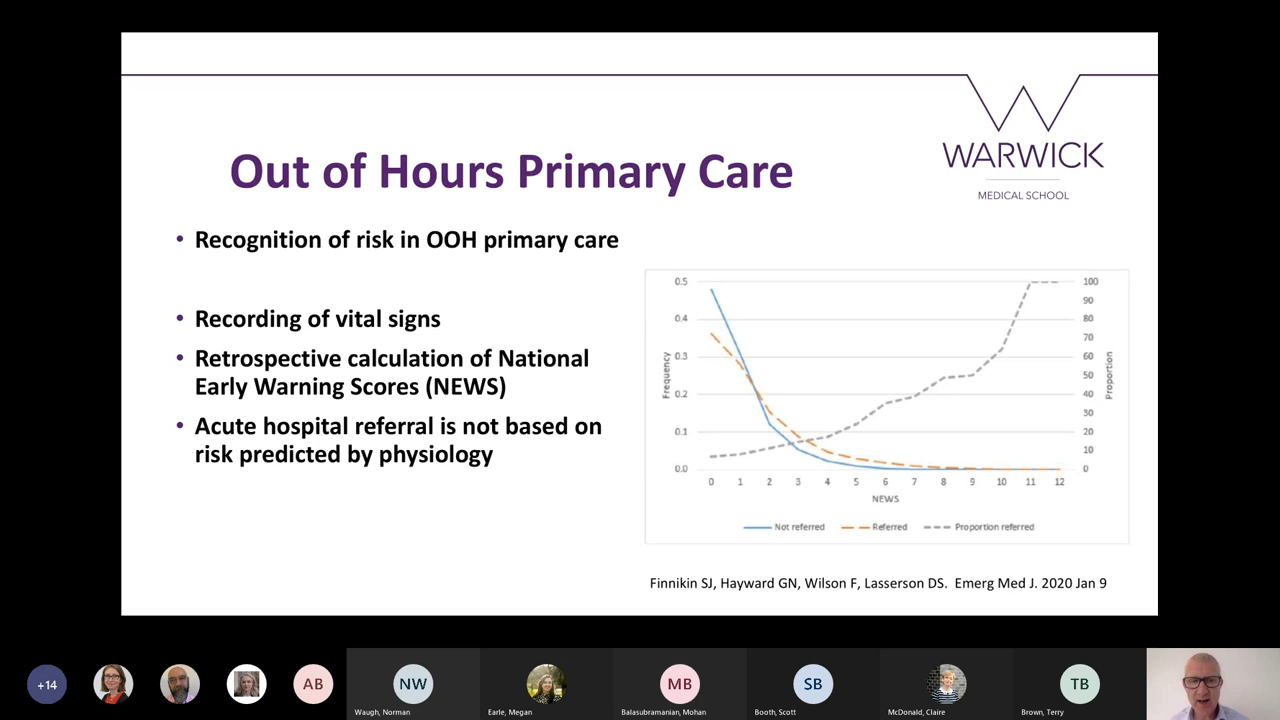 WARWICK
MEDICAL SCHOOL
Out of Hours Primary Care
• Recognition of risk in OOH primary care
• Recording of vital signs
• Retrospective calculation of National
Early Warning Scores (NEWS)
• Acute hospital referral is not based on
risk predicted by physiology
0.5
0.4
0.3
0.2
0.1
0.0
Frequency
100
90
80
70
60
50
40
30
20
10
0
Proportion
0 1 2 3 4 5 6 7 8 9 10 11 12
NEWS
Not referred Referred Proportion referred
Finnikin SJ, Hayward GN, Wilson F, Lasserson DS. Emerg Med J. 2020 Jan 9
+14 AB NW MB SB TB
Waugh, Norman Earle, Megan Balasubramanian, Mohan Booth, Scott McDonald, Claire Brown, Terry